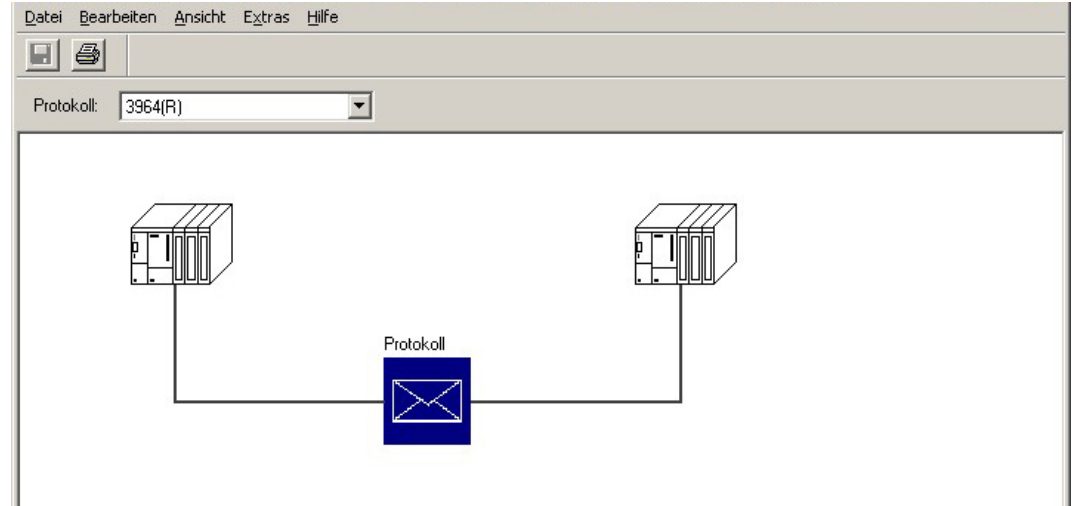 Datei Bearbeiten Ansicht Extras Hilfe
Protokoll: 3964(R)
Protokoll